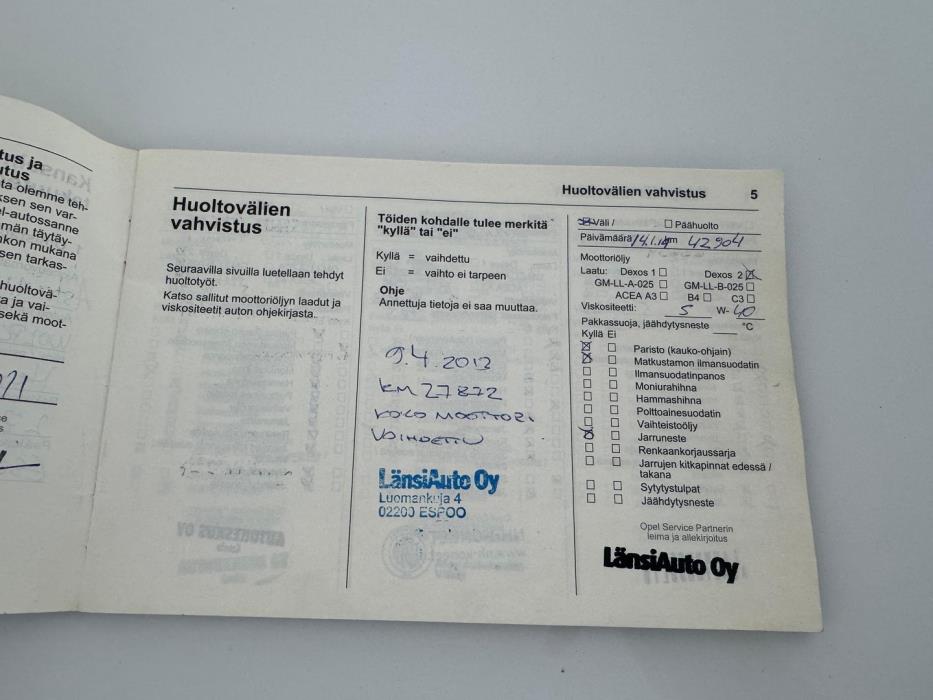 tus ja
utus
ta olemme teh-
ksen sen var-
el-autossanne
män täytäy-
nkon mukana
sen tarkas-
huoltovä-
ta ja vai-
sekä moot-
Huoltovälien vahvistus 5
Huoltovälien
vahvistus
Seuraavilla sivuilla luetellaan tehdyt
huoltotyöt.
Katso sallitut moottoriöljyn laadut ja
viskositeetit auton ohjekirjasta.
Töiden kohdalle tulee merkitä
"kyllä" tai "ei"
Kyllä = vaihdettu
Ei = vaihto ei tarpeen
Ohje
Annettuja tietoja ei saa muuttaa.
9.4.2013
KM 27872
KOKO MOOTTORI
VAIHDETTU
LänsiAuto Oy
Luomankuja 4
02200 ESPOO
Väli / Päähuolto
Päivämäärä km 42904
Moottoriöljy
Laatu: Dexos 1 Dexos 2
GM-LL-A-025 GM-LL-B-025
ACEA A3 B4 C3
Viskositeetti: 5 W- 40
Pakkassuoja, jäähdytysneste °C
Kyllä Ei
Paristo (kauko-ohjain)
Matkustamon ilmansuodatin
Ilmansuodatinpanos
Moniurahihna
Hammashihna
Polttoainesuodatin
Vaihteistoöljy
Jarruneste
Renkaankorjaussarja
Jarrujen kitkapinnat edessä /
takana
Sytytystulpat
Jäähdytysneste
Opel Service Partnerin
leima ja allekirjoitus
LänsiAuto Oy